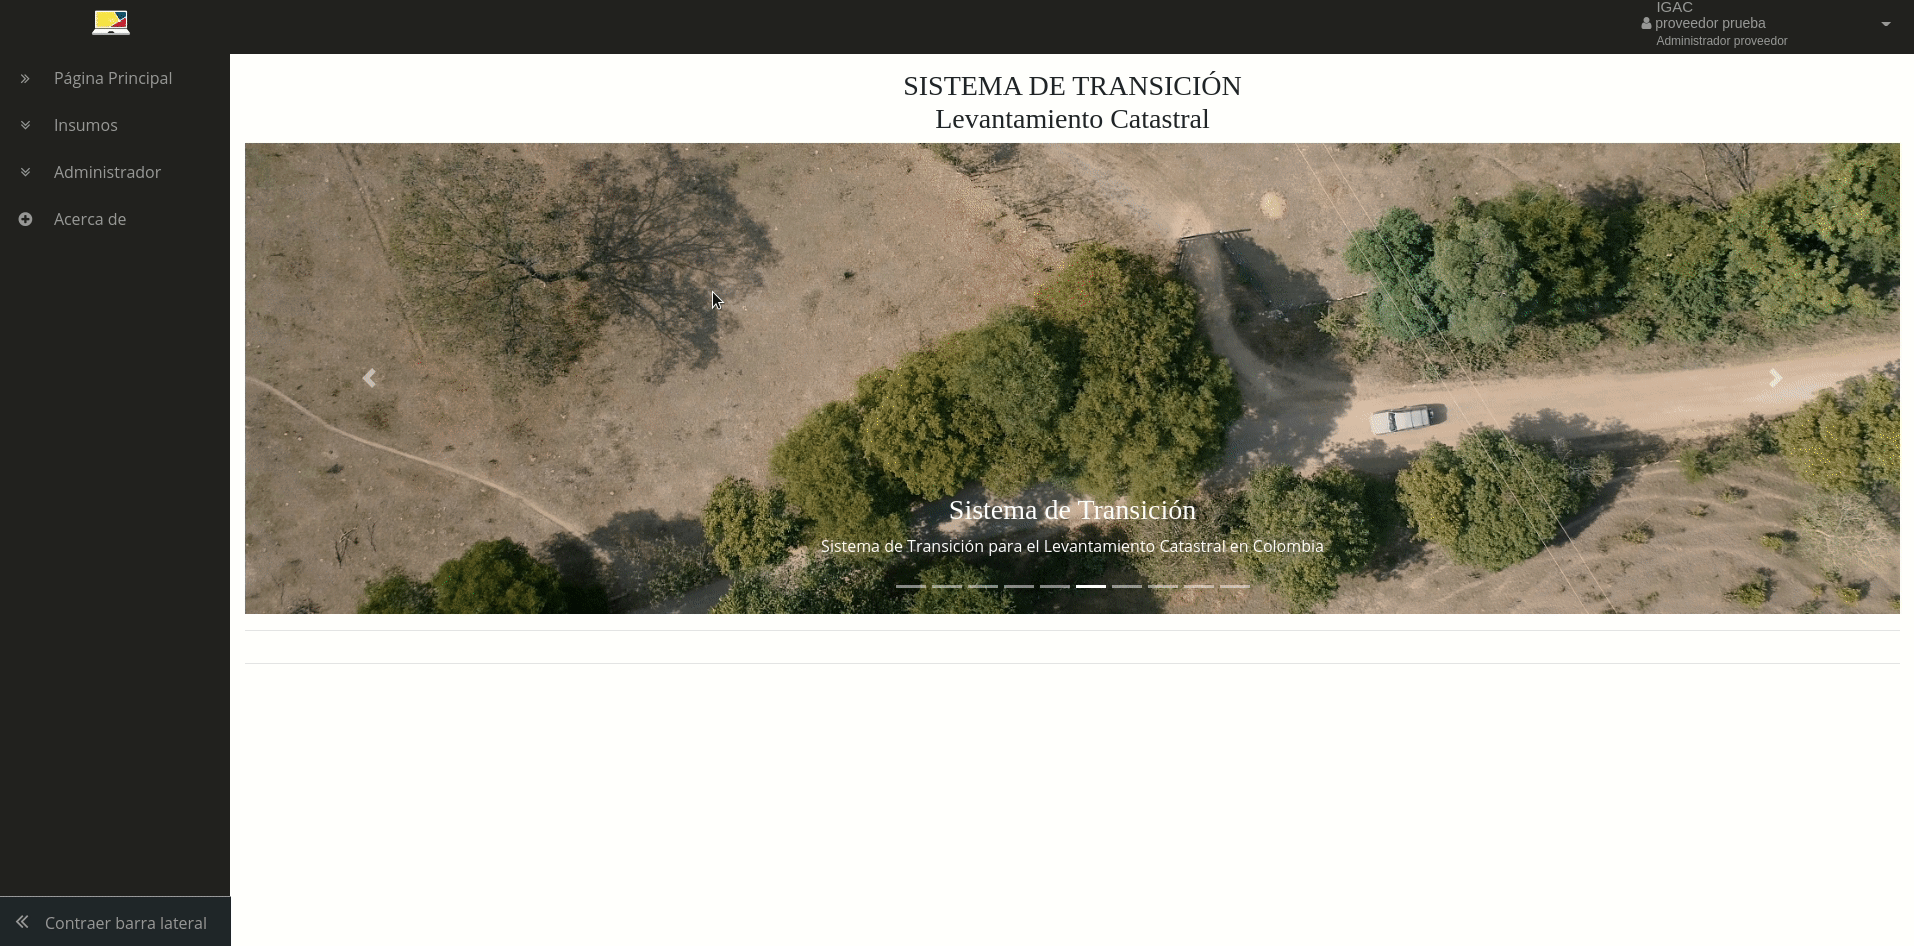 IGAC
proveedor prueba
Administrador proveedor
Página Principal
Insumos
Administrador
Acerca de
SISTEMA DE TRANSICIÓN
Levantamiento Catastral
Sistema de Transición
Sistema de Transición para el Levantamiento Catastral en Colombia
Contraer barra lateral